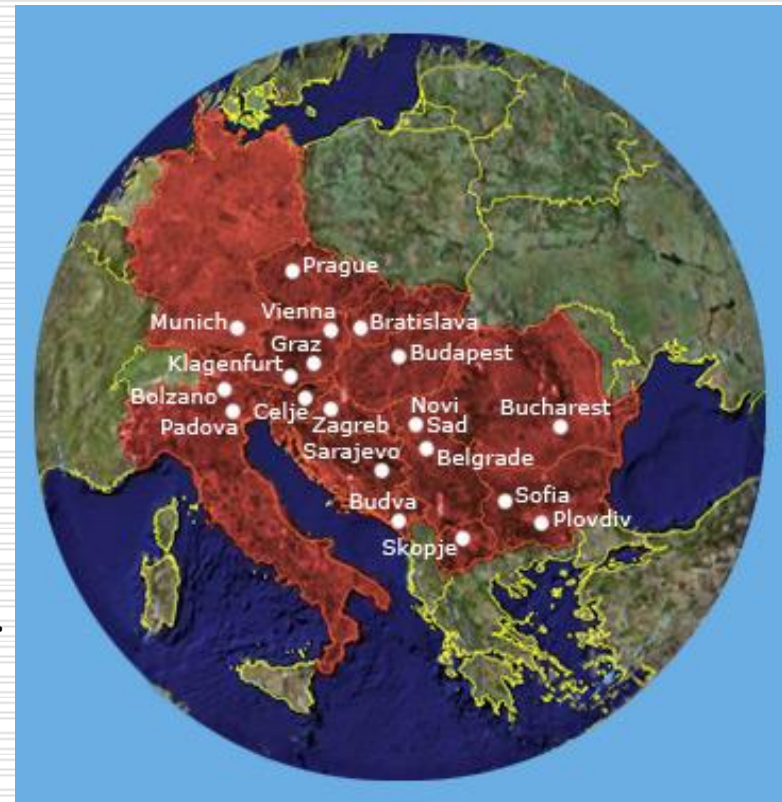 Prague
Vienna
Munich
Bratislava
Graz
Budapest
Klagenfurt
Bolzano
Padova
Celje
Zagreb
Novi
Sad
Bucharest
Sarajevo
Belgrade
Budva
Sofia
Plovdiv
Skopje